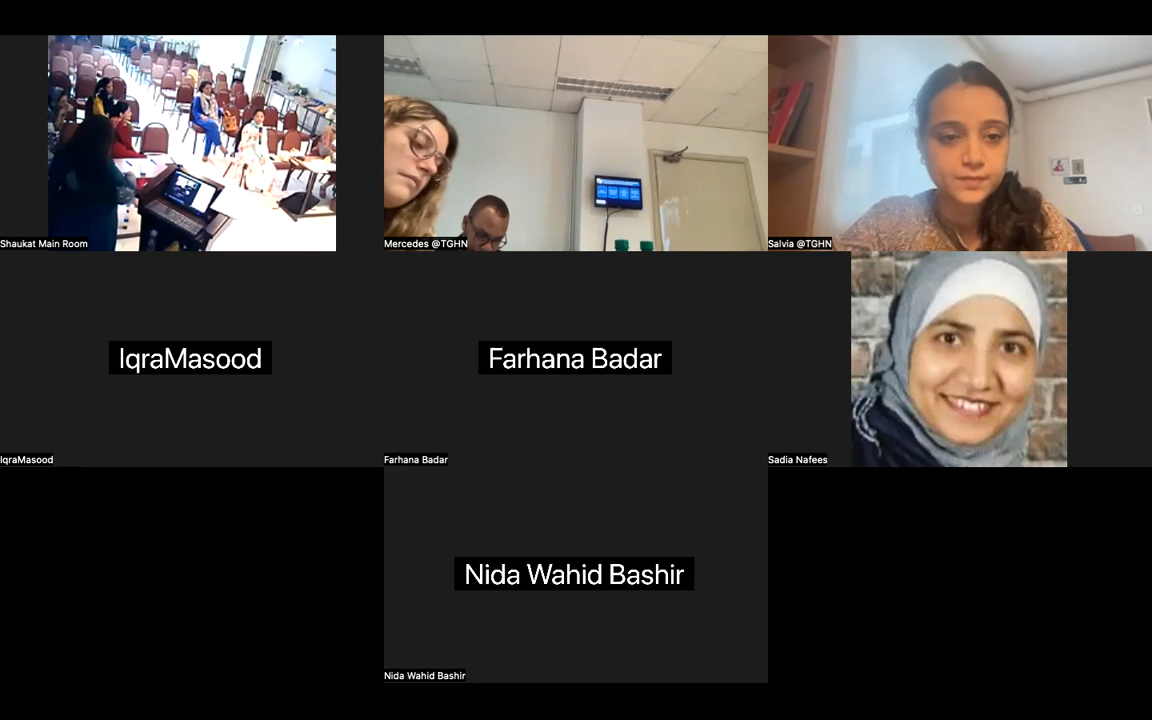 Shaukat Main Room
Mercedes @TGHN
Salvia @TGHN
IqraMasood
Farhana Badar
IqraMasood
Farhana Badar
Sadia Nafees
Nida Wahid Bashir
Nida Wahid Bashir